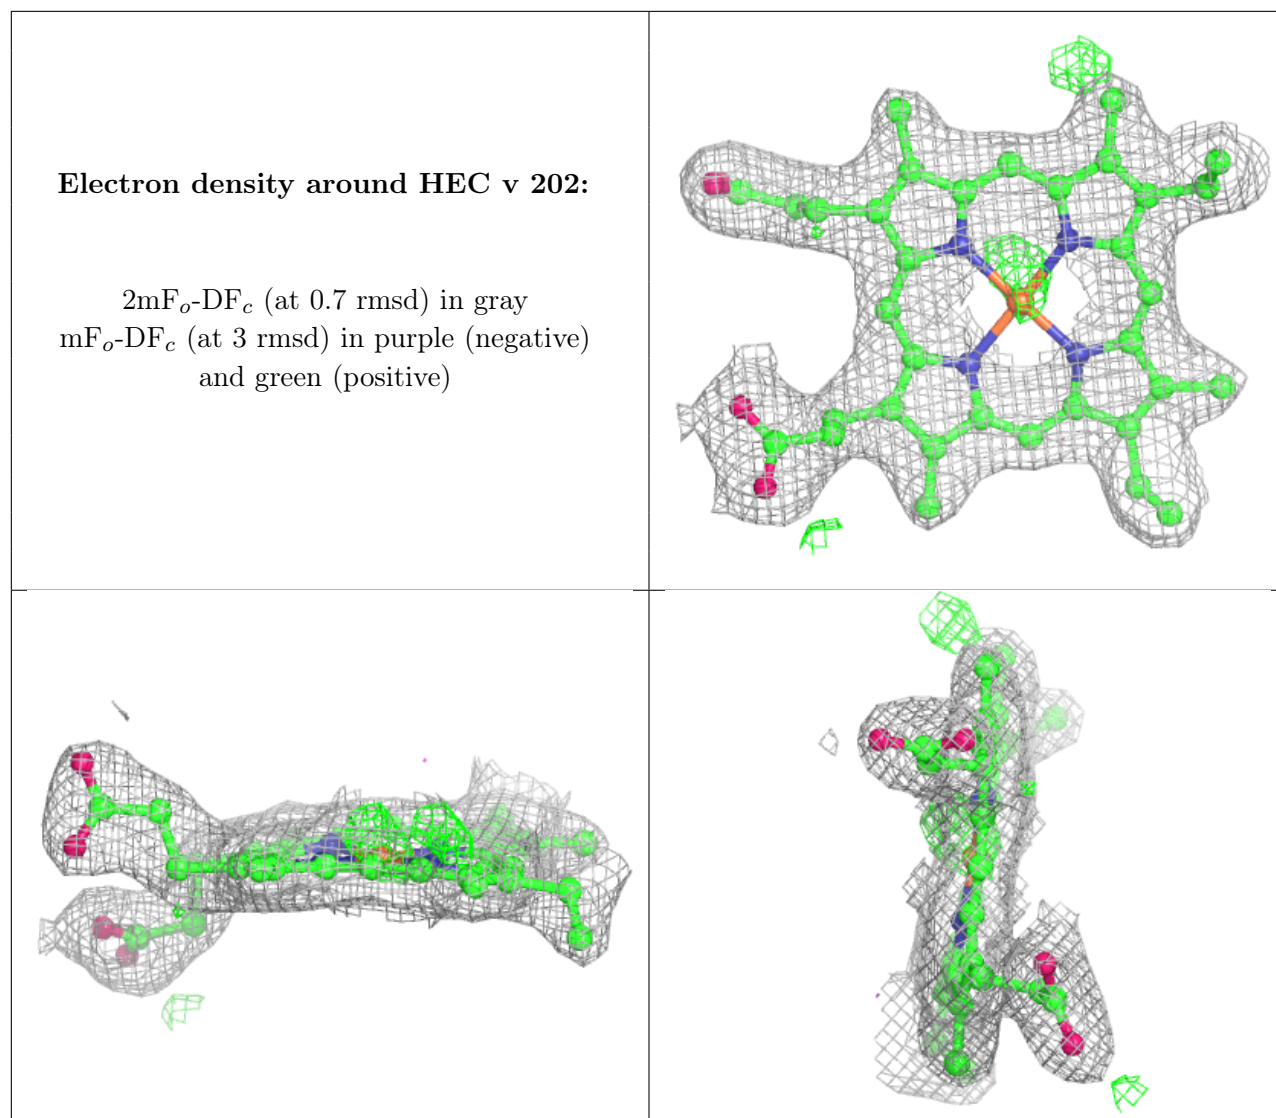 Electron density around HEC v 202:
2mFo-DFc (at 0.7 rmsd) in gray
mFo-DFc (at 3 rmsd) in purple (negative)
and green (positive)